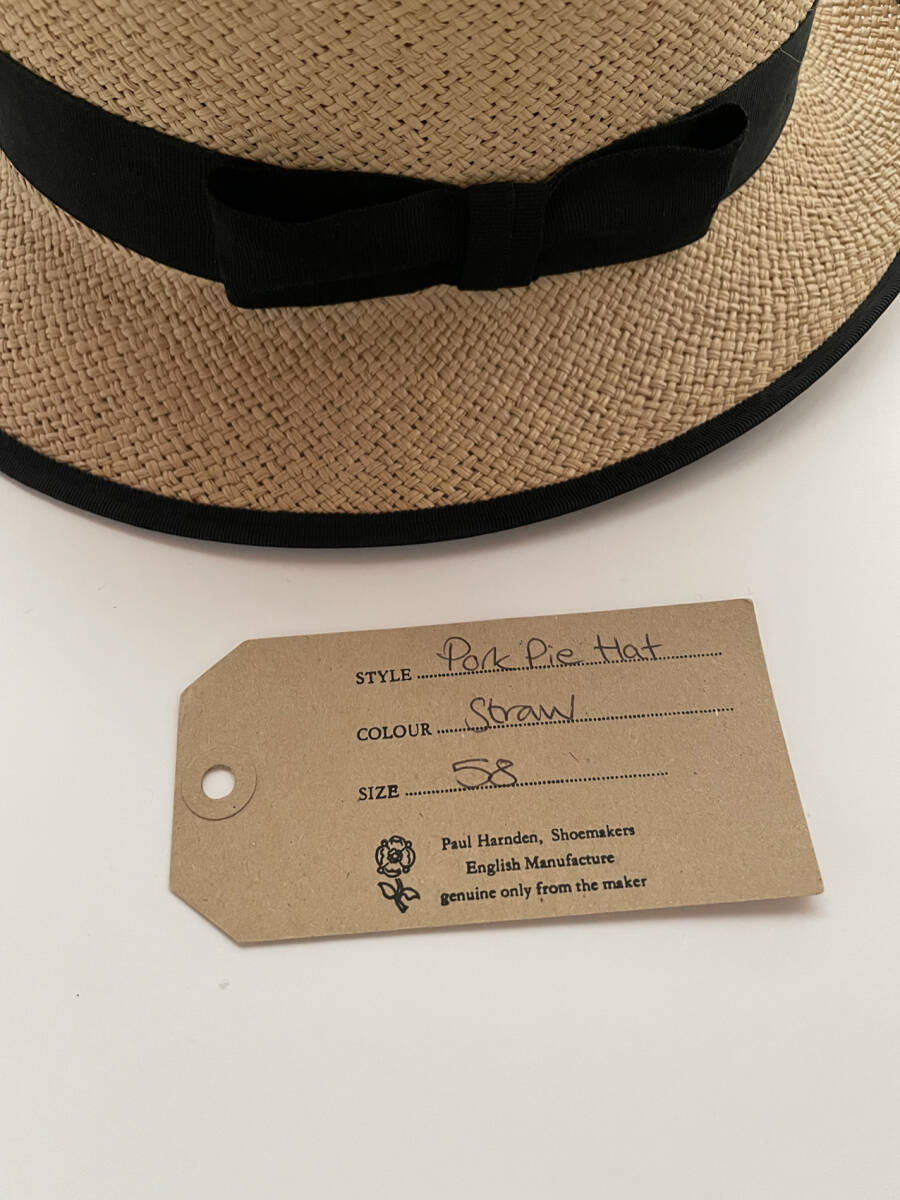 STYLE Pork Pie Hat
COLOUR Straw
SIZE 58
Paul Harnden, Shoemakers
English Manufacture
genuine only from the maker